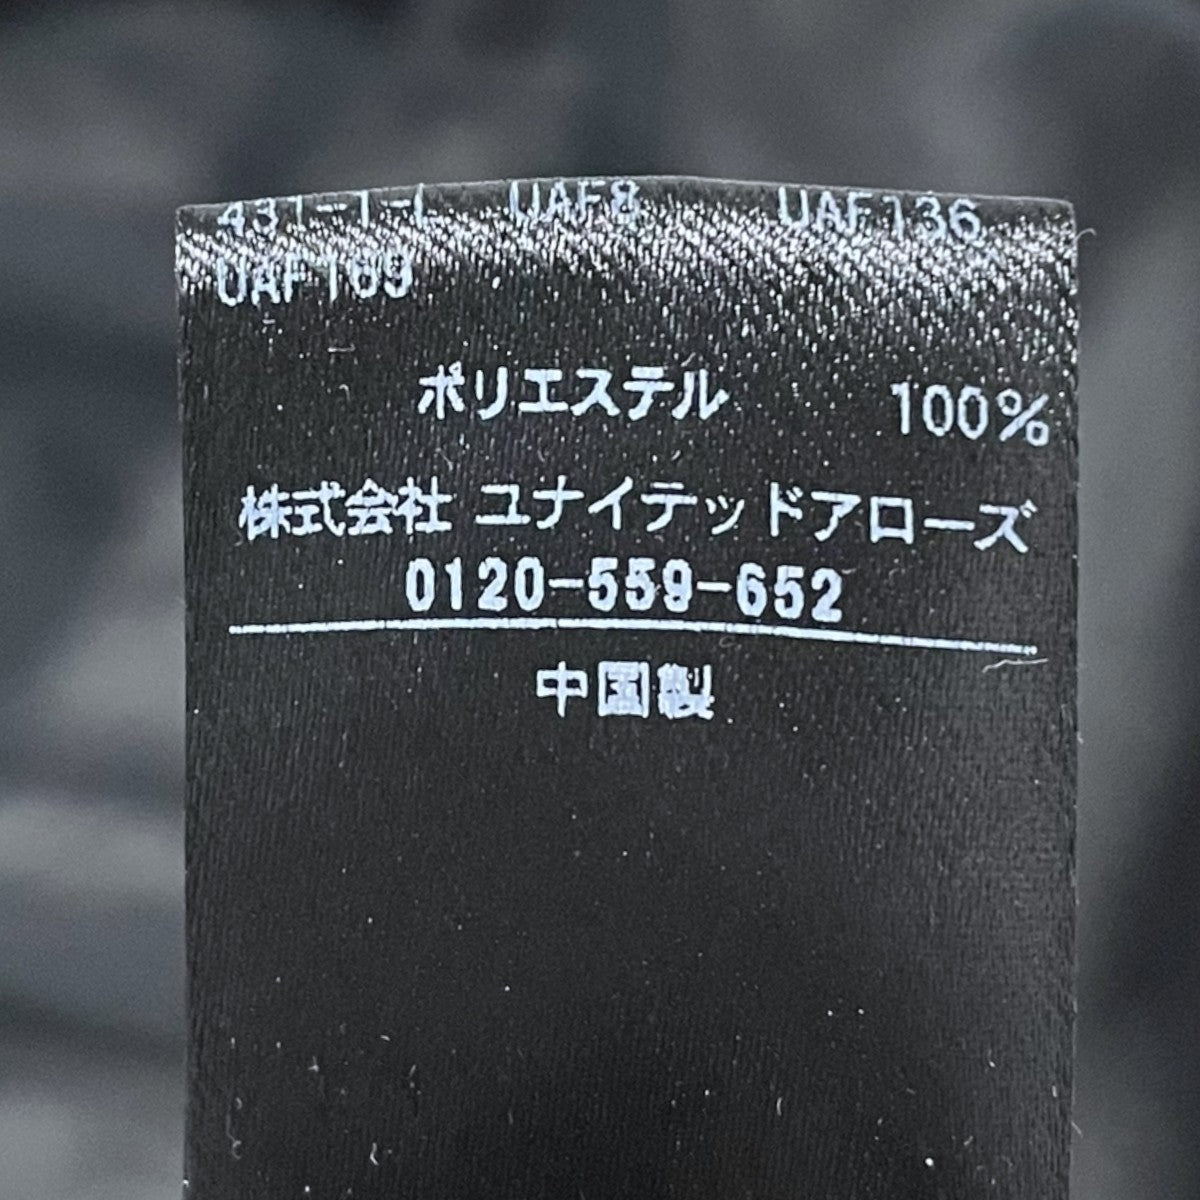 431-1-L UAF8 UAF136
UAF169
ポリエステル 100%
株式会社 ユナイテッドアローズ
0120-559-652
中国製